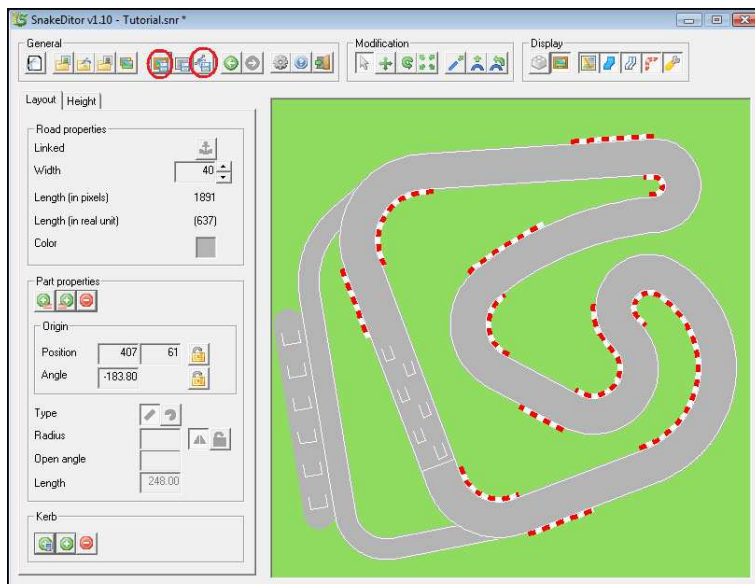 SnakeDitor v1.10 - Tutorial.snr *
General
Modification
Display
Layout
Height
Road properties
Linked
Width 40
Length (in pixels) 1891
Length (in real unit) (637)
Color
Part properties
Origin
Position 407 61
Angle -183.80
Type
Radius
Open angle
Length 248.00
Kerb